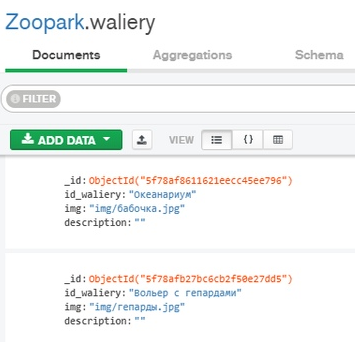 Zoopark.waliery
Documents Aggregations Schema
FILTER
ADD DATA VIEW { }
_id: ObjectId("5f78af8611621eecc45ee796")
id_waliery: "Океанариум"
img: "img/бабочка.jpg"
description: ""
_id: ObjectId("5f78afb27bc6cb2f50e27dd5")
id_waliery: "Вольер с гепардами"
img: "img/гепарды.jpg"
description: ""